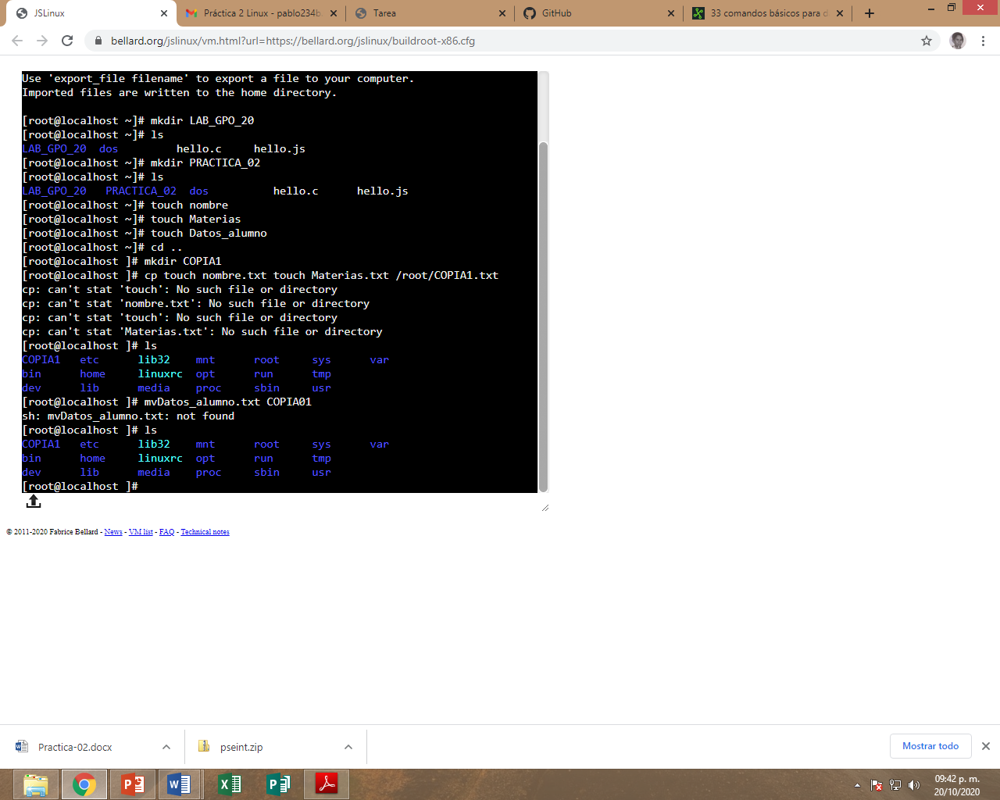 JSLinux
Práctica 2 Linux - pablo234b.
Tarea
GitHub
33 comandos básicos para d
bellard.org/jslinux/vm.html?url=https://bellard.org/jslinux/buildroot-x86.cfg
Use 'export_file filename' to export a file to your computer.
Imported files are written to the home directory.
[root@localhost ~]# mkdir LAB_GPO_20
[root@localhost ~]# ls
LAB_GPO_20  dos         hello.c     hello.js
[root@localhost ~]# mkdir PRACTICA_02
[root@localhost ~]# ls
LAB_GPO_20   PRACTICA_02  dos          hello.c      hello.js
[root@localhost ~]# touch nombre
[root@localhost ~]# touch Materias
[root@localhost ~]# touch Datos_alumno
[root@localhost ~]# cd ..
[root@localhost ]# mkdir COPIA1
[root@localhost ]# cp touch nombre.txt touch Materias.txt /root/COPIA1.txt
cp: can't stat 'touch': No such file or directory
cp: can't stat 'nombre.txt': No such file or directory
cp: can't stat 'touch': No such file or directory
cp: can't stat 'Materias.txt': No such file or directory
[root@localhost ]# ls
COPIA1   etc      lib32    mnt      root     sys      var
bin      home     linuxrc  opt      run      tmp
dev      lib      media    proc     sbin     usr
[root@localhost ]# mvDatos_alumno.txt COPIA01
sh: mvDatos_alumno.txt: not found
[root@localhost ]# ls
COPIA1   etc      lib32    mnt      root     sys      var
bin      home     linuxrc  opt      run      tmp
dev      lib      media    proc     sbin     usr
[root@localhost ]#
© 2011-2020 Fabrice Bellard - News - VM list - FAQ - Technical notes
Practica-02.docx
pseint.zip
Mostrar todo
09:42 p. m.
20/10/2020